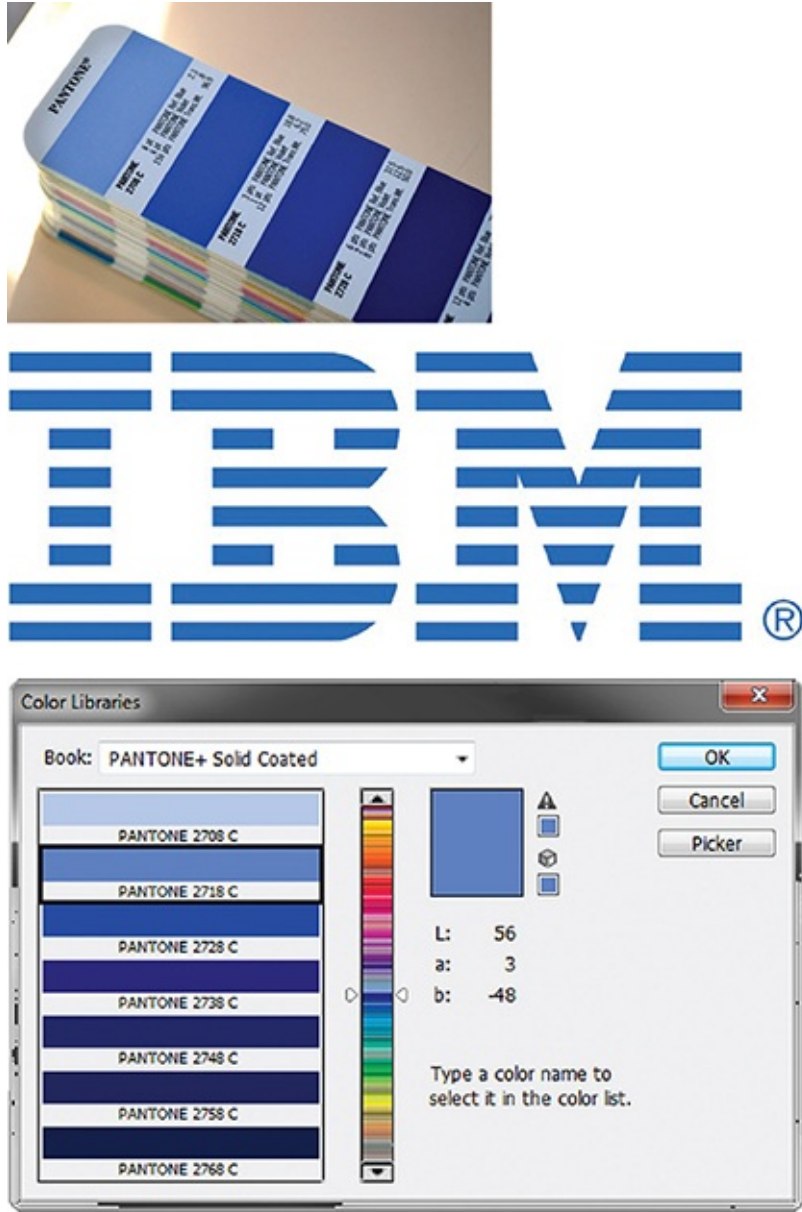 PANTONE®
PANTONE
2708 C
PANTONE
2718 C
PANTONE
2728 C
IBM®
Color Libraries
Book: PANTONE+ Solid Coated
OK
Cancel
Picker
PANTONE 2708 C
PANTONE 2718 C
PANTONE 2728 C
PANTONE 2738 C
PANTONE 2748 C
PANTONE 2758 C
PANTONE 2768 C
L: 56
a: 3
b: -48
Type a color name to
select it in the color list.